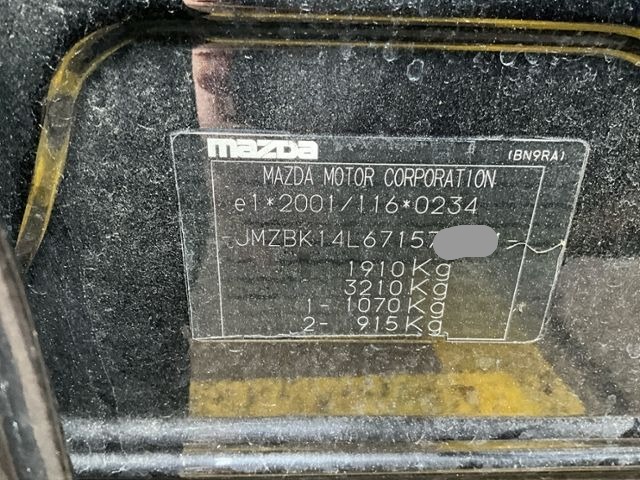 mazda
(BN9RA)
MAZDA MOTOR CORPORATION
e1*2001/116*0234
-JMZBK14L67157 -
1910Kg
3210Kg
1- 1070Kg
2- 915Kg